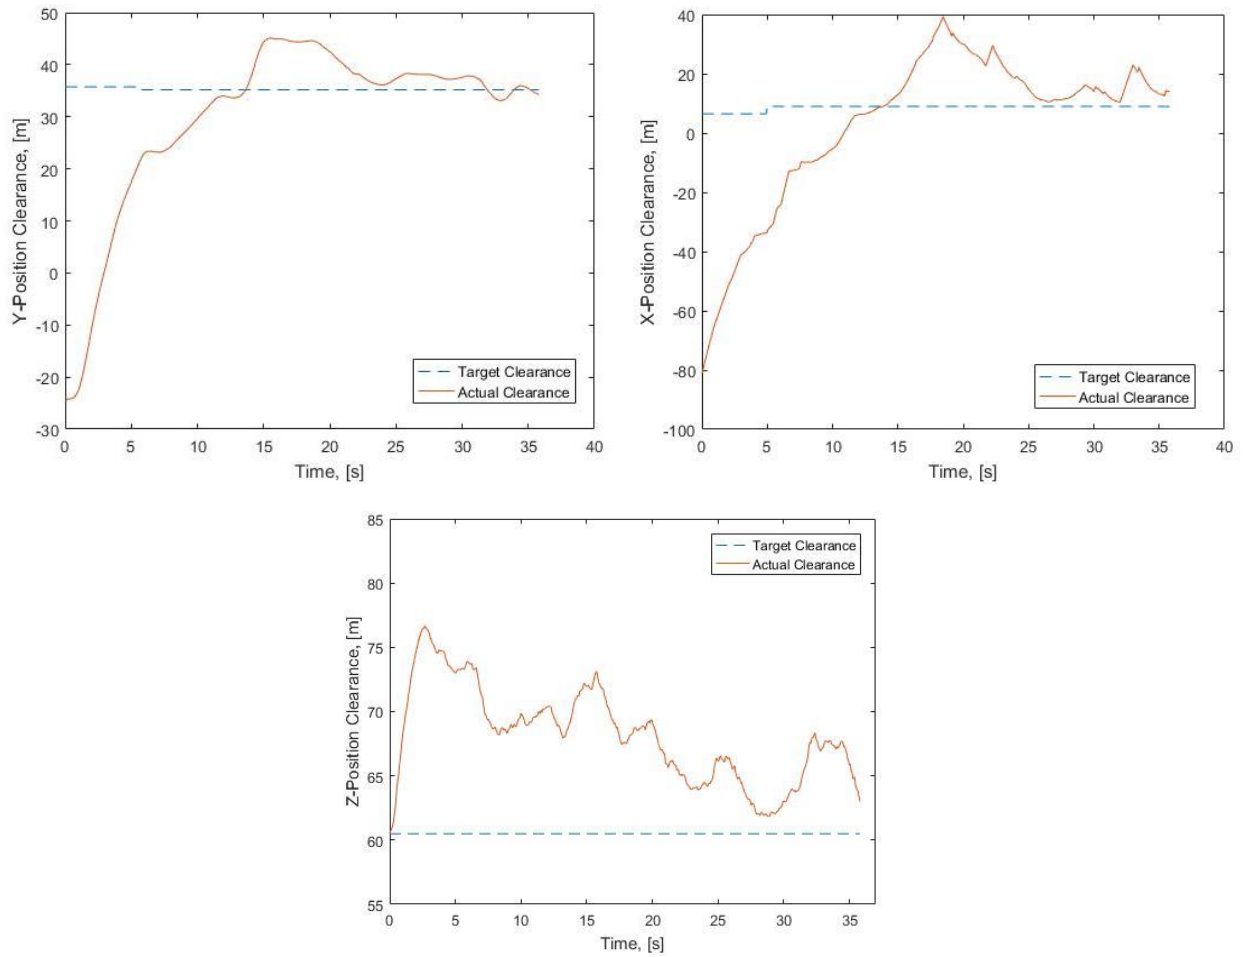 50
40
30
20
10
0
-10
-20
-30
Y-Position Clearance, [m]
Target Clearance
Actual Clearance
0 5 10 15 20 25 30 35 40
Time, [s]
40
20
0
-20
-40
-60
-80
-100
X-Position Clearance, [m]
Target Clearance
Actual Clearance
0 5 10 15 20 25 30 35 40
Time, [s]
85
80
75
70
65
60
55
Z-Position Clearance, [m]
Target Clearance
Actual Clearance
0 5 10 15 20 25 30 35
Time, [s]